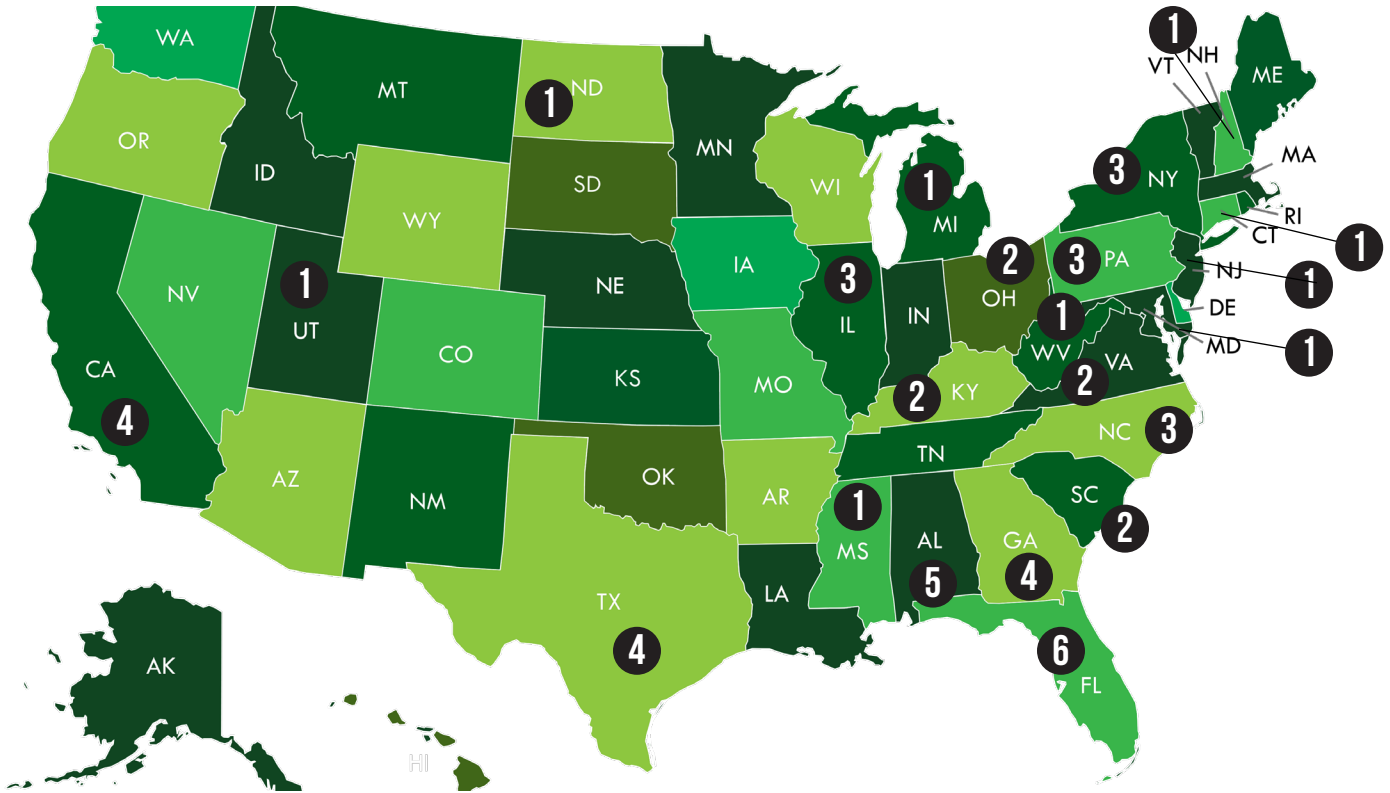 1
WA
VT
NH
ME
MT
1
ND
OR
MN
ID
SD
WI
1
MI
3
NY
MA
WY
RI
CT
1
NV
1
UT
NE
IA
3
IL
IN
2
OH
3
PA
NJ
1
DE
CA
4
CO
KS
MO
1
WV
VA
2
MD
1
2
KY
NC
3
AZ
NM
OK
AR
TN
1
MS
AL
5
SC
2
GA
4
TX
4
LA
6
FL
AK
HI